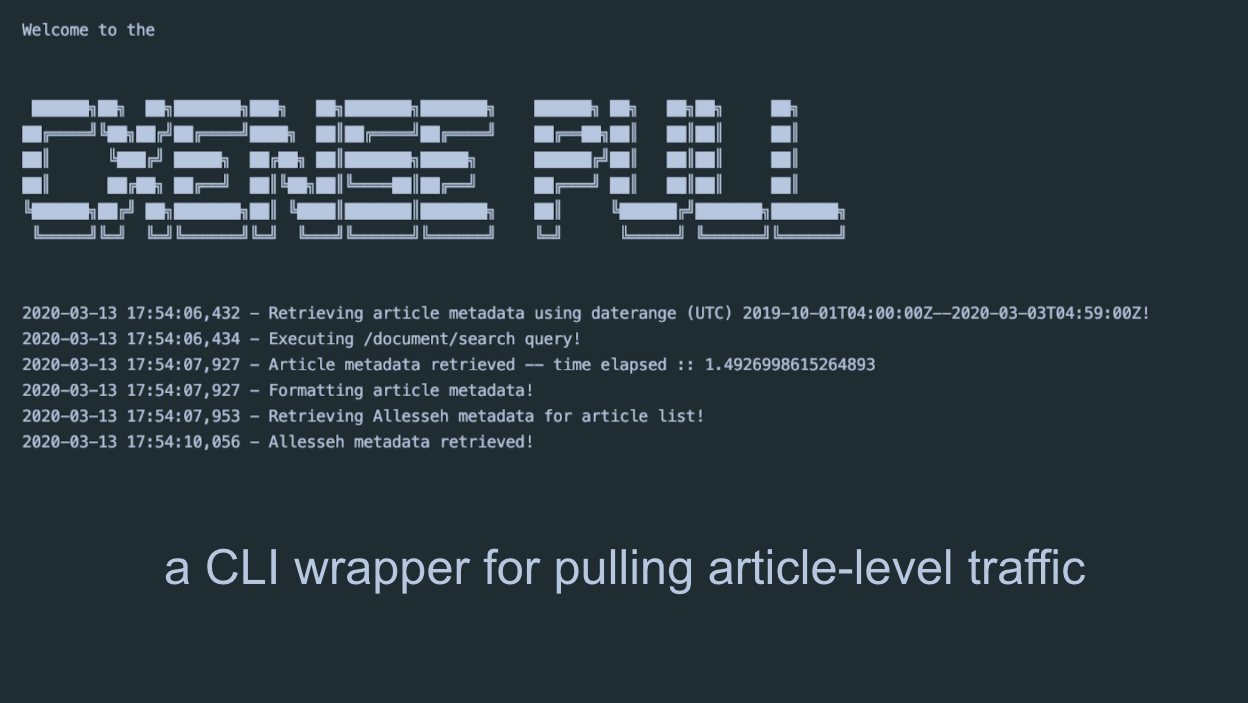 Welcome to the
CXENSE PULL
2020-03-13 17:54:06,432 - Retrieving article metadata using daterange (UTC) 2019-10-01T04:00:00Z--2020-03-03T04:59:00Z!
2020-03-13 17:54:06,434 - Executing /document/search query!
2020-03-13 17:54:07,927 - Article metadata retrieved -- time elapsed :: 1.4926998615264893
2020-03-13 17:54:07,927 - Formatting article metadata!
2020-03-13 17:54:07,953 - Retrieving Allesseh metadata for article list!
2020-03-13 17:54:10,056 - Allesseh metadata retrieved!
a CLI wrapper for pulling article-level traffic